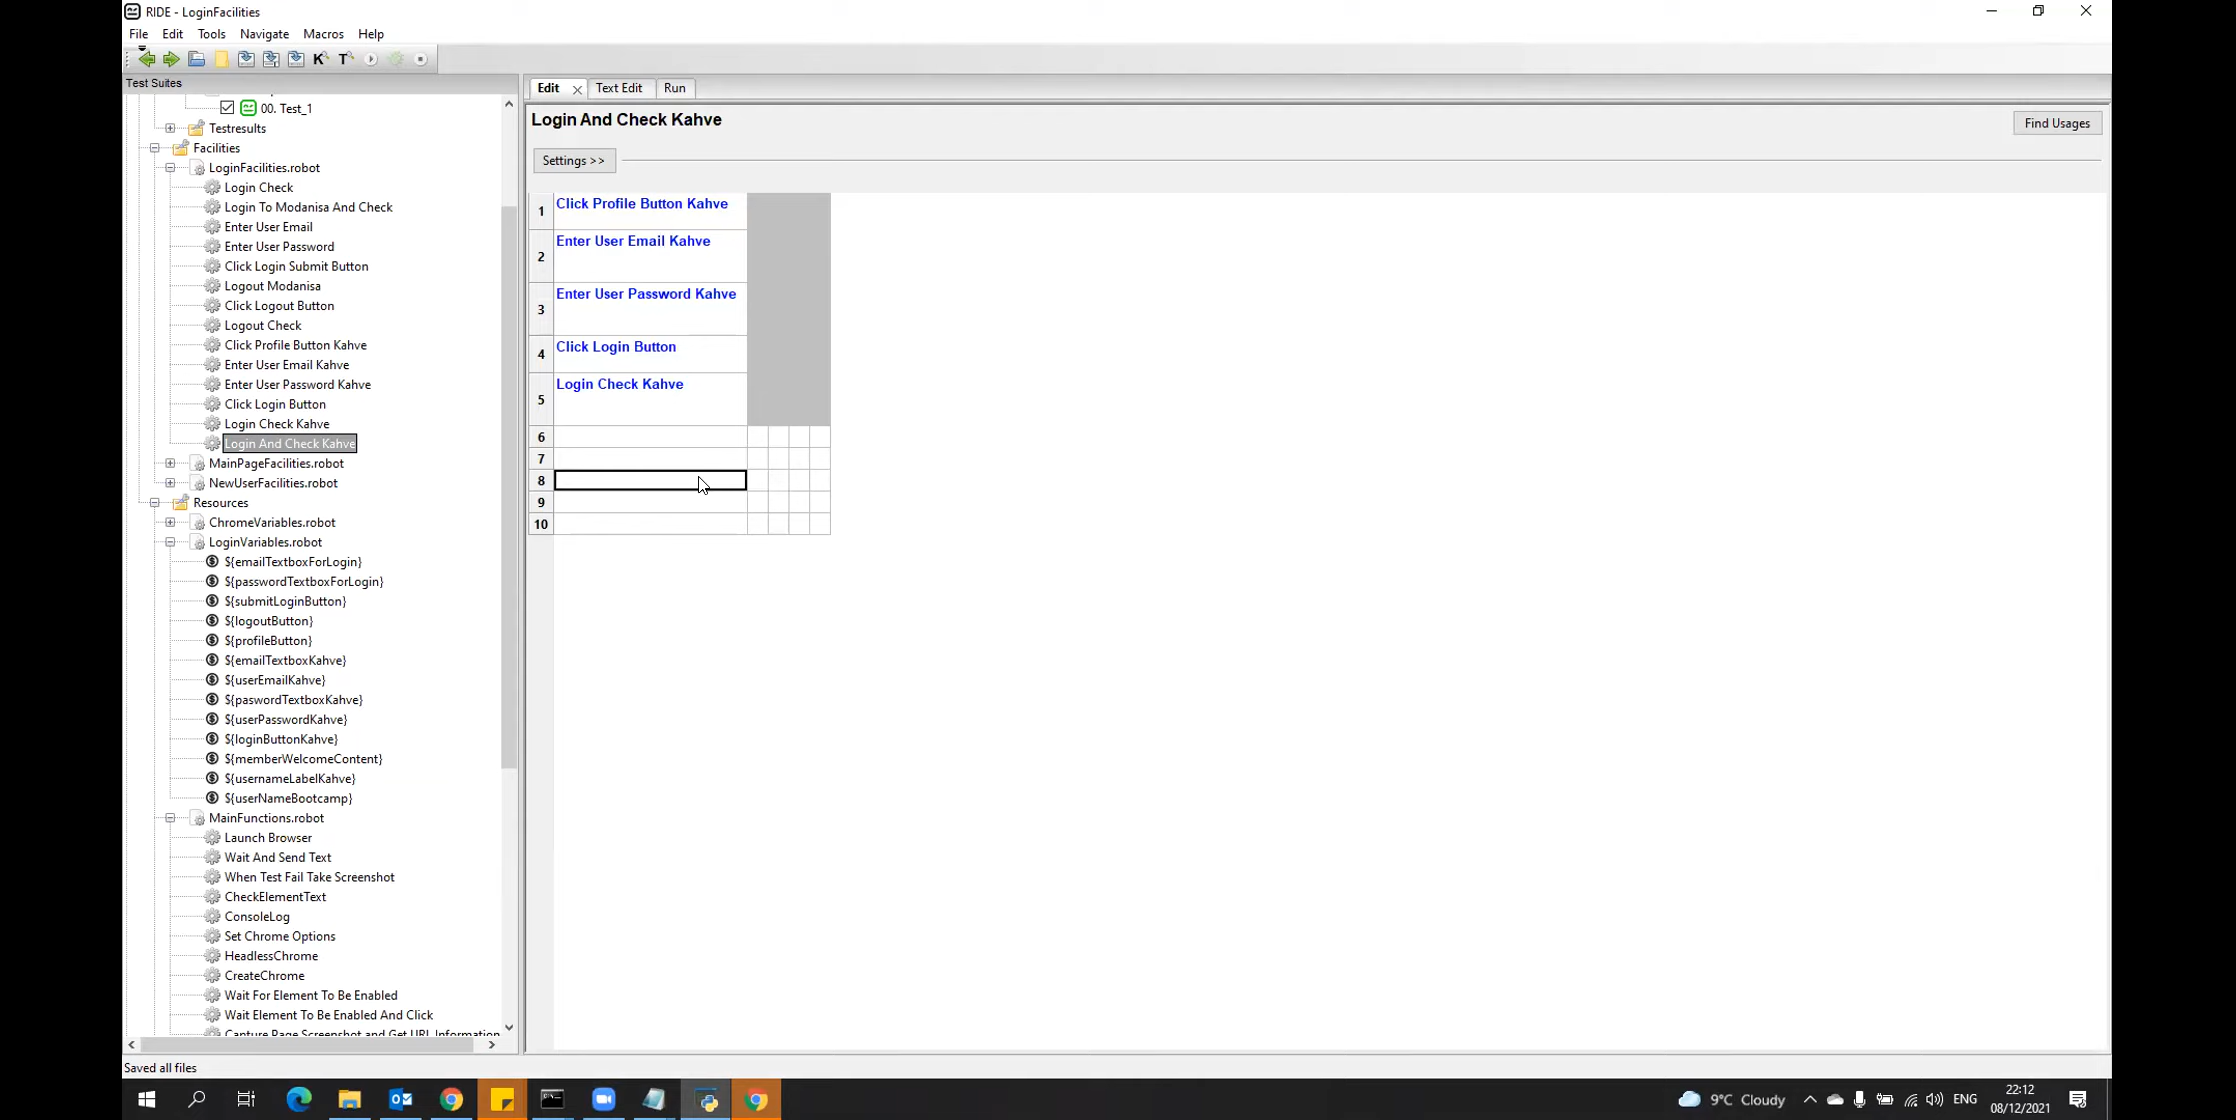 RIDE - LoginFacilities
File Edit Tools Navigate Macros Help
Test Suites
00. Test_1
Testresults
Facilities
LoginFacilities.robot
Login Check
Login To Modanisa And Check
Enter User Email
Enter User Password
Click Login Submit Button
Logout Modanisa
Click Logout Button
Logout Check
Click Profile Button Kahve
Enter User Email Kahve
Enter User Password Kahve
Click Login Button
Login Check Kahve
Login And Check Kahve
MainPageFacilities.robot
NewUserFacilities.robot
Resources
ChromeVariables.robot
LoginVariables.robot
${emailTextboxForLogin}
${passwordTextboxForLogin}
${submitLoginButton}
${logoutButton}
${profileButton}
${emailTextboxKahve}
${userEmailKahve}
${paswordTextboxKahve}
${userPasswordKahve}
${loginButtonKahve}
${memberWelcomeContent}
${usernameLabelKahve}
${userNameBootcamp}
MainFunctions.robot
Launch Browser
Wait And Send Text
When Test Fail Take Screenshot
CheckElementText
ConsoleLog
Set Chrome Options
HeadlessChrome
CreateChrome
Wait For Element To Be Enabled
Wait Element To Be Enabled And Click
Capture Page Screenshot and Get URL Information
Edit Text Edit Run
Login And Check Kahve
Find Usages
Settings >>
1 Click Profile Button Kahve
2 Enter User Email Kahve
3 Enter User Password Kahve
4 Click Login Button
5 Login Check Kahve
6
7
8
9
10
Saved all files
9°C Cloudy
ENG
22:12
08/12/2021